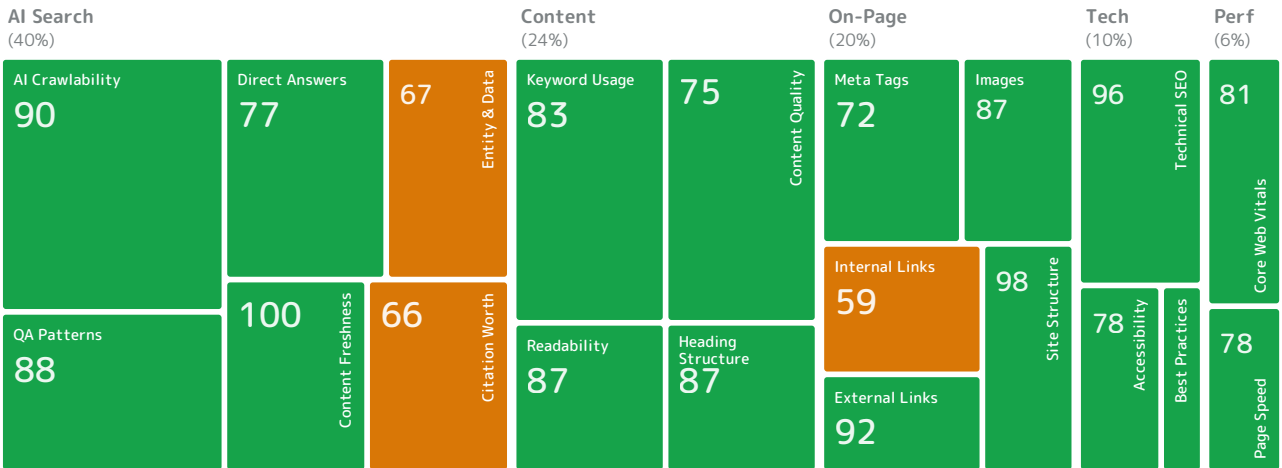 AI Search
(40%)
AI Crawlability
90
Direct Answers
77
67
Entity & Data
QA Patterns
88
100
Content Freshness
66
Citation Worth
Content
(24%)
Keyword Usage
83
75
Content Quality
Readability
87
Heading
Structure
87
On-Page
(20%)
Meta Tags
72
Images
87
Internal Links
59
98
Site Structure
External Links
92
Tech
(10%)
96
Technical SEO
78
Accessibility
Best Practices
Perf
(6%)
81
Core Web Vitals
78
Page Speed